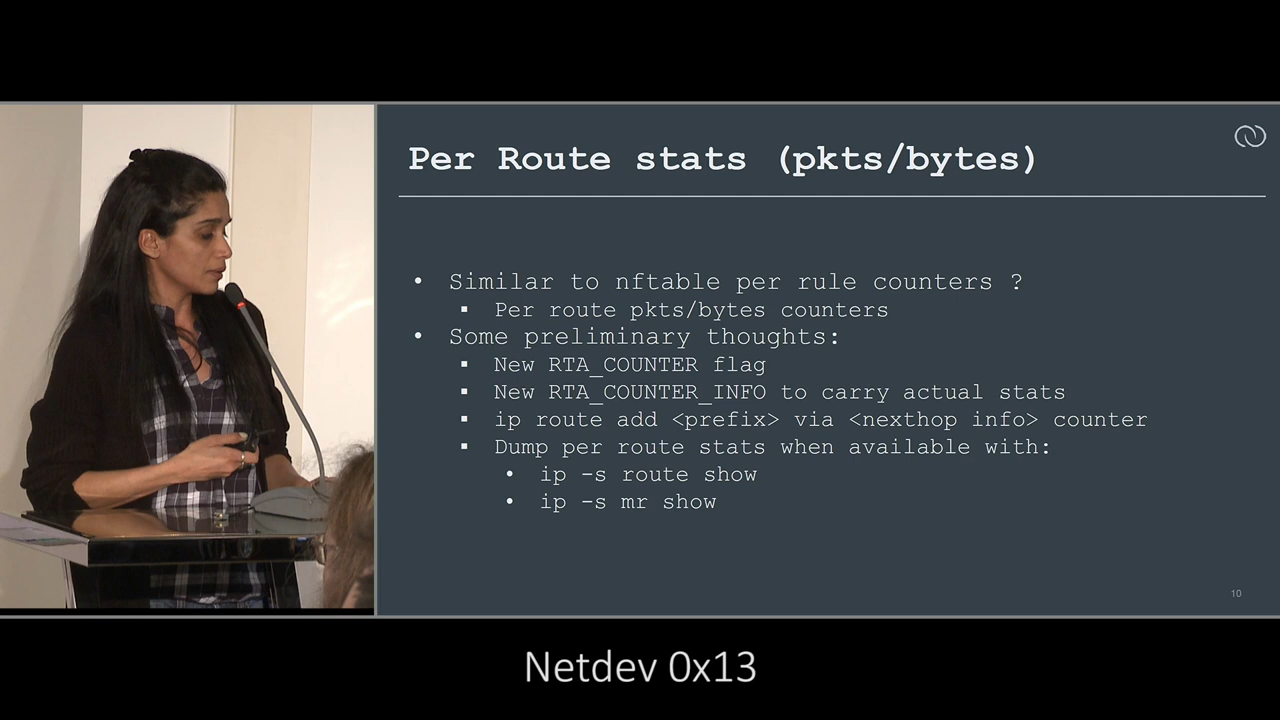 Per Route stats (pkts/bytes)
• Similar to nftable per rule counters ?
▪ Per route pkts/bytes counters
• Some preliminary thoughts:
▪ New RTA_COUNTER flag
▪ New RTA_COUNTER_INFO to carry actual stats
▪ ip route add <prefix> via <nexthop info> counter
▪ Dump per route stats when available with:
• ip -s route show
• ip -s mr show
10
Netdev 0x13